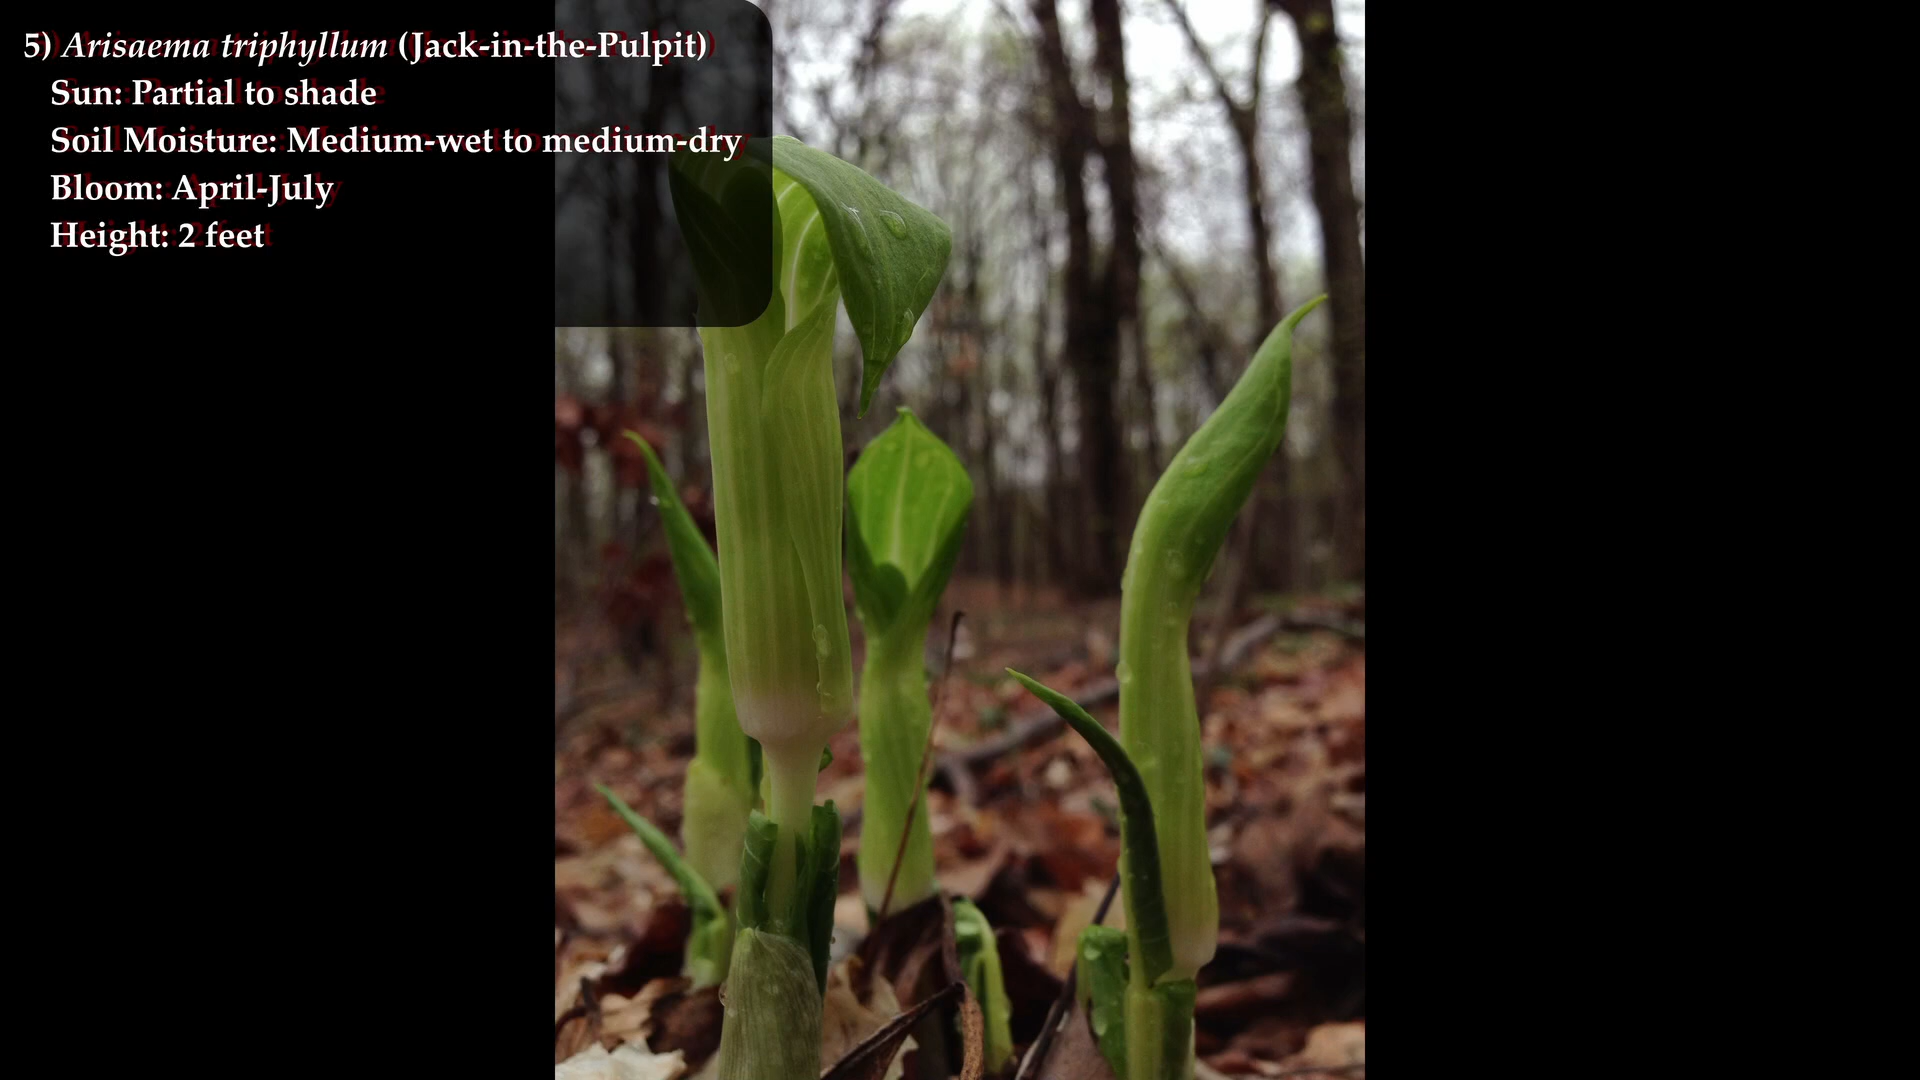 5) Arisaema triphyllum (Jack-in-the-Pulpit)
Sun: Partial to shade
Soil Moisture: Medium-wet to medium-dry
Bloom: April-July
Height: 2 feet